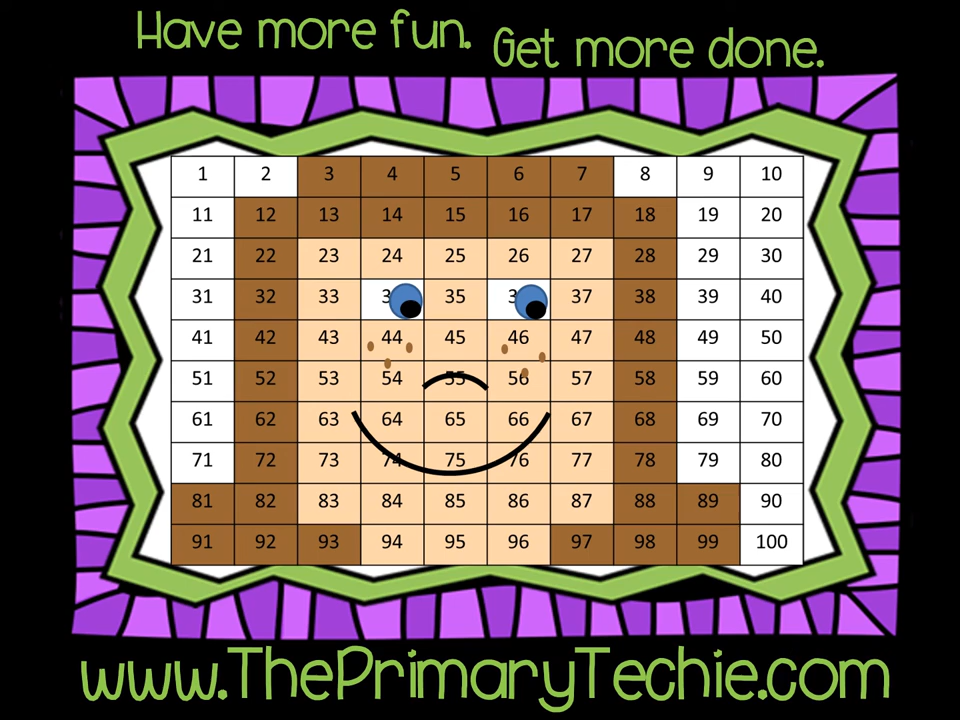 Have more fun. Get more done.
1 2 3 4 5 6 7 8 9 10
11 12 13 14 15 16 17 18 19 20
21 22 23 24 25 26 27 28 29 30
31 32 33 35 37 38 39 40
41 42 43 44 45 46 47 48 49 50
51 52 53 54 55 56 57 58 59 60
61 62 63 64 65 66 67 68 69 70
71 72 73 74 75 76 77 78 79 80
81 82 83 84 85 86 87 88 89 90
91 92 93 94 95 96 97 98 99 100
www.ThePrimaryTechie.com